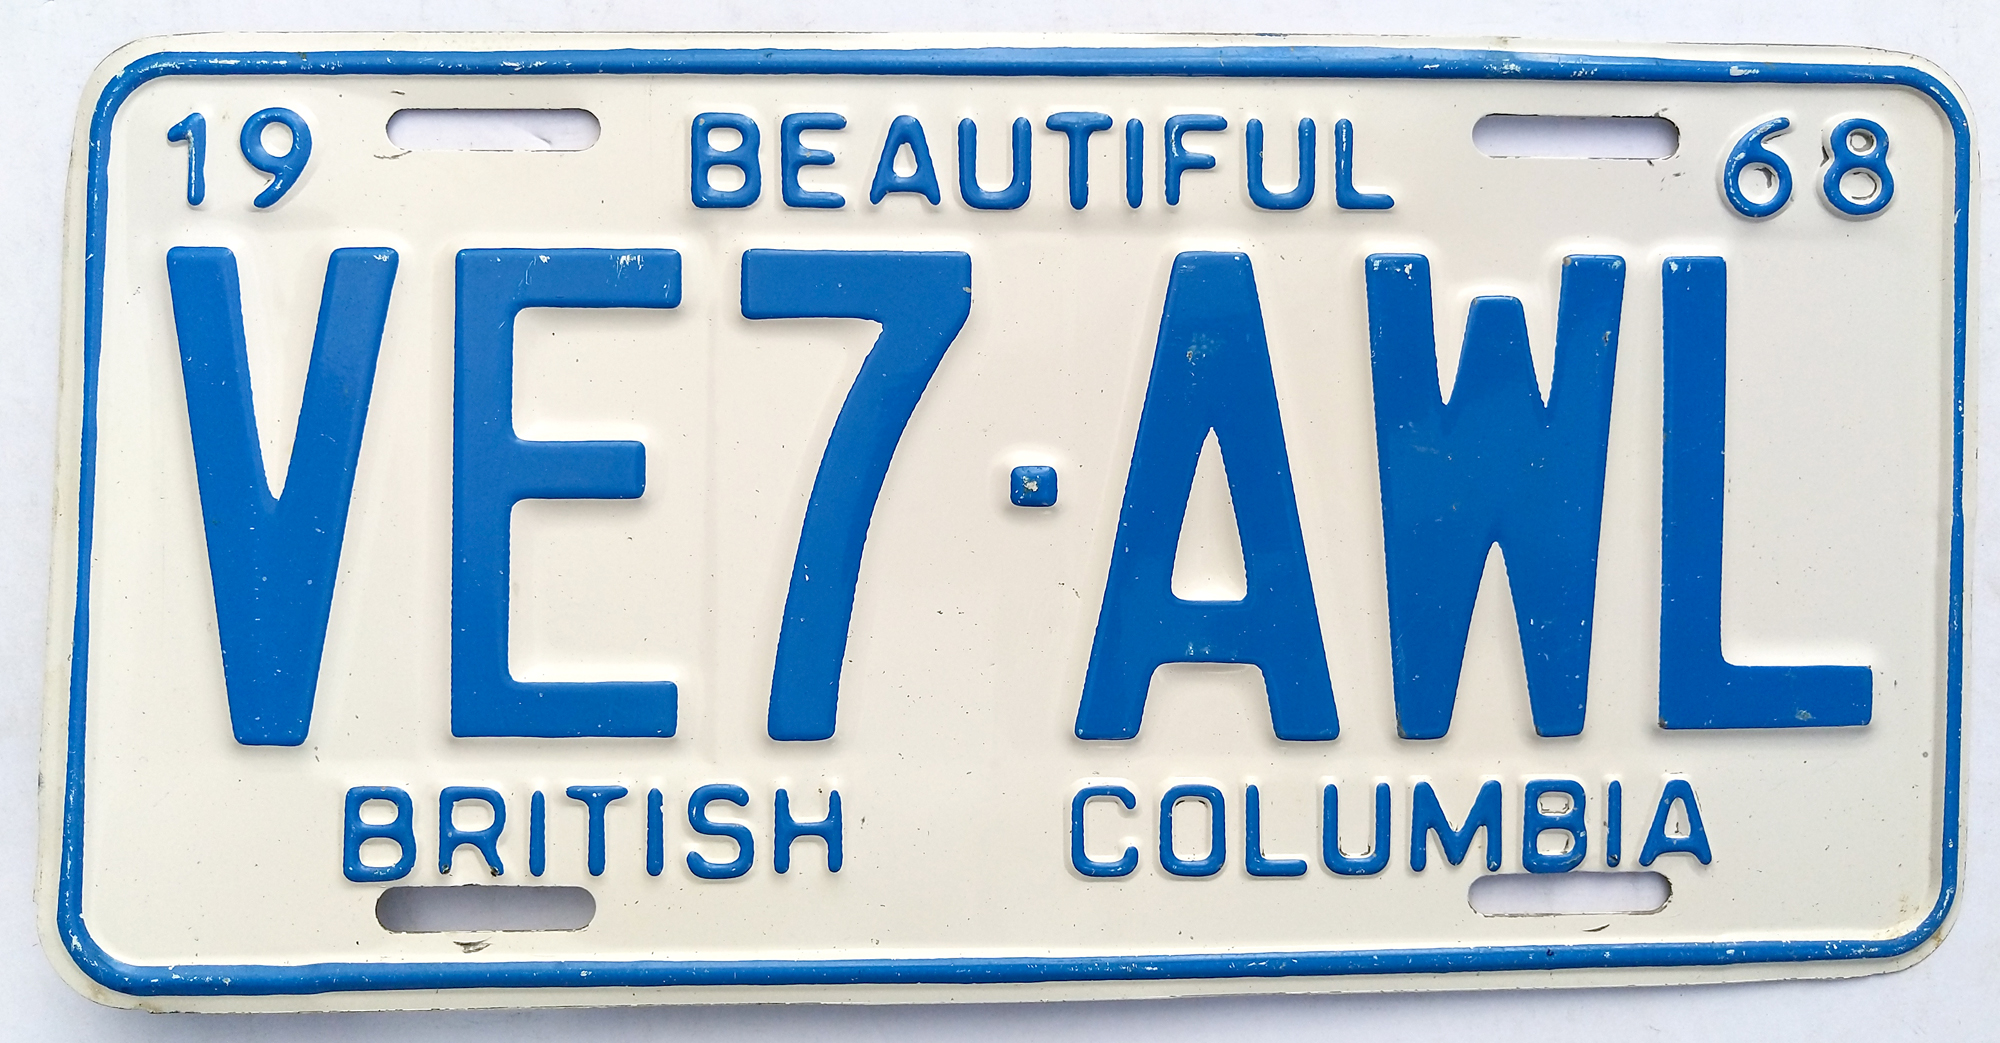 19 BEAUTIFUL 68
VE7·AWL
BRITISH COLUMBIA